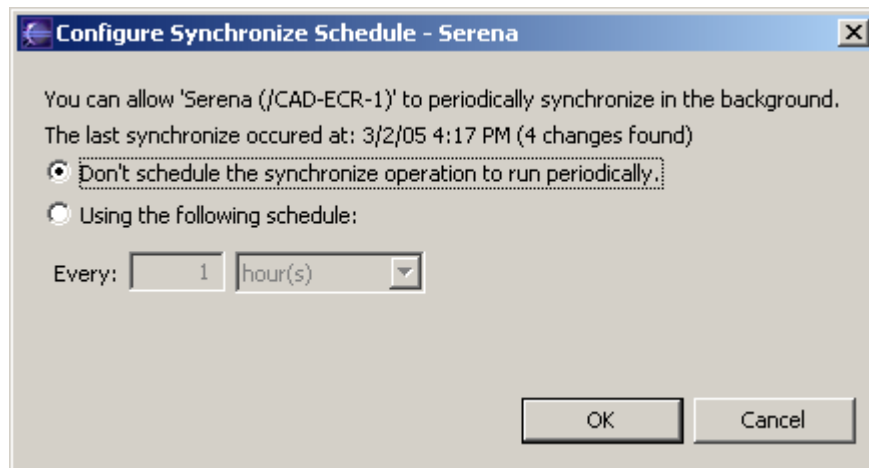 Configure Synchronize Schedule - Serena
You can allow 'Serena (/CAD-ECR-1)' to periodically synchronize in the background.
The last synchronize occured at: 3/2/05 4:17 PM (4 changes found)
Don't schedule the synchronize operation to run periodically.
Using the following schedule:
Every: 1 hour(s)
OK Cancel